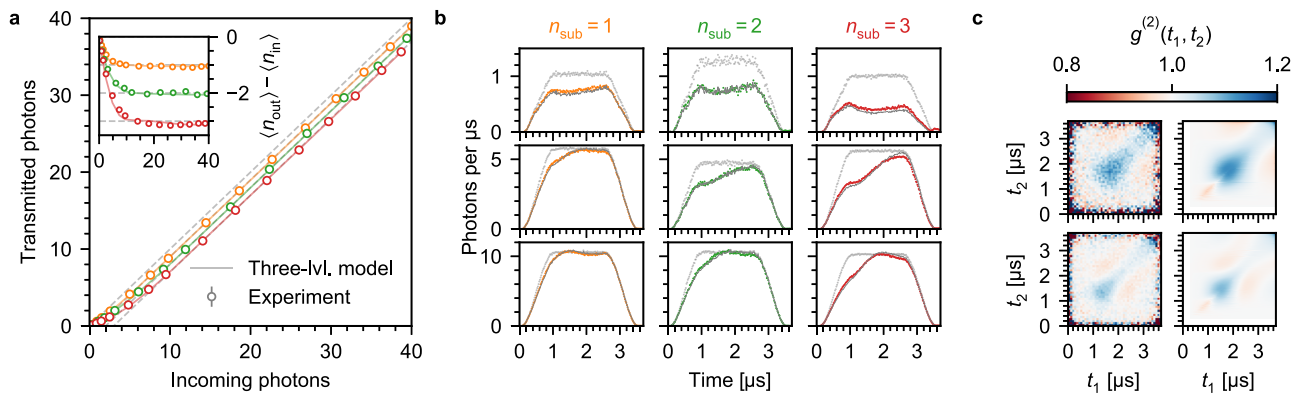 a
Transmitted photons
40
30
20
10
0
0
10
20
30
40
Incoming photons
0
−2
⟨n_out⟩ − ⟨n_in⟩
0
20
40
Three-lvl. model
Experiment
b
n_sub = 1
n_sub = 2
n_sub = 3
Photons per µs
1
0
5
0
10
0
0 1 2 3
0 1 2 3
0 1 2 3
Time [µs]
c
g^(2)(t_1, t_2)
0.8
1.0
1.2
t_2 [µs]
3
2
1
0
t_2 [µs]
3
2
1
0
0 1 2 3
0 1 2 3
t_1 [µs]
t_1 [µs]